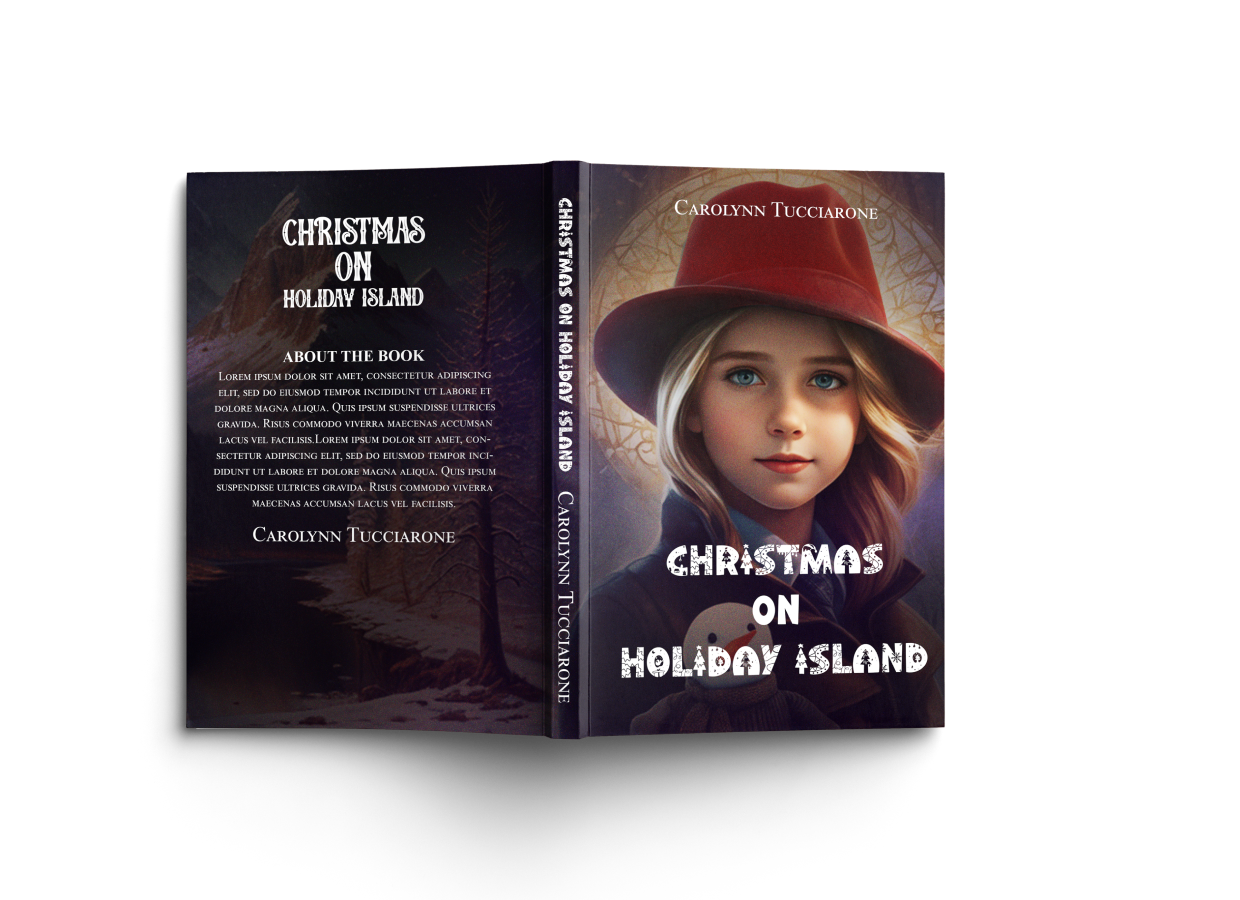 CHRISTMAS
ON
HOLIDAY ISLAND
ABOUT THE BOOK
LOREM IPSUM DOLOR SIT AMET, CONSECTETUR ADIPISCING
ELIT, SED DO EIUSMOD TEMPOR INCIDIDUNT UT LABORE ET
DOLORE MAGNA ALIQUA. QUIS IPSUM SUSPENDISSE ULTRICES
GRAVIDA. RISUS COMMODO VIVERRA MAECENAS ACCUMSAN
LACUS VEL FACILISIS.LOREM IPSUM DOLOR SIT AMET, CON-
SECTETUR ADIPISCING ELIT, SED DO EIUSMOD TEMPOR INCI-
DIDUNT UT LABORE ET DOLORE MAGNA ALIQUA. QUIS IPSUM
SUSPENDISSE ULTRICES GRAVIDA. RISUS COMMODO VIVERRA
MAECENAS ACCUMSAN LACUS VEL FACILISIS.
CAROLYNN TUCCIARONE
CHRISTMAS ON HOLIDAY ISLAND CAROLYNN TUCCIARONE
CAROLYNN TUCCIARONE
CHRISTMAS
ON
HOLIDAY ISLAND